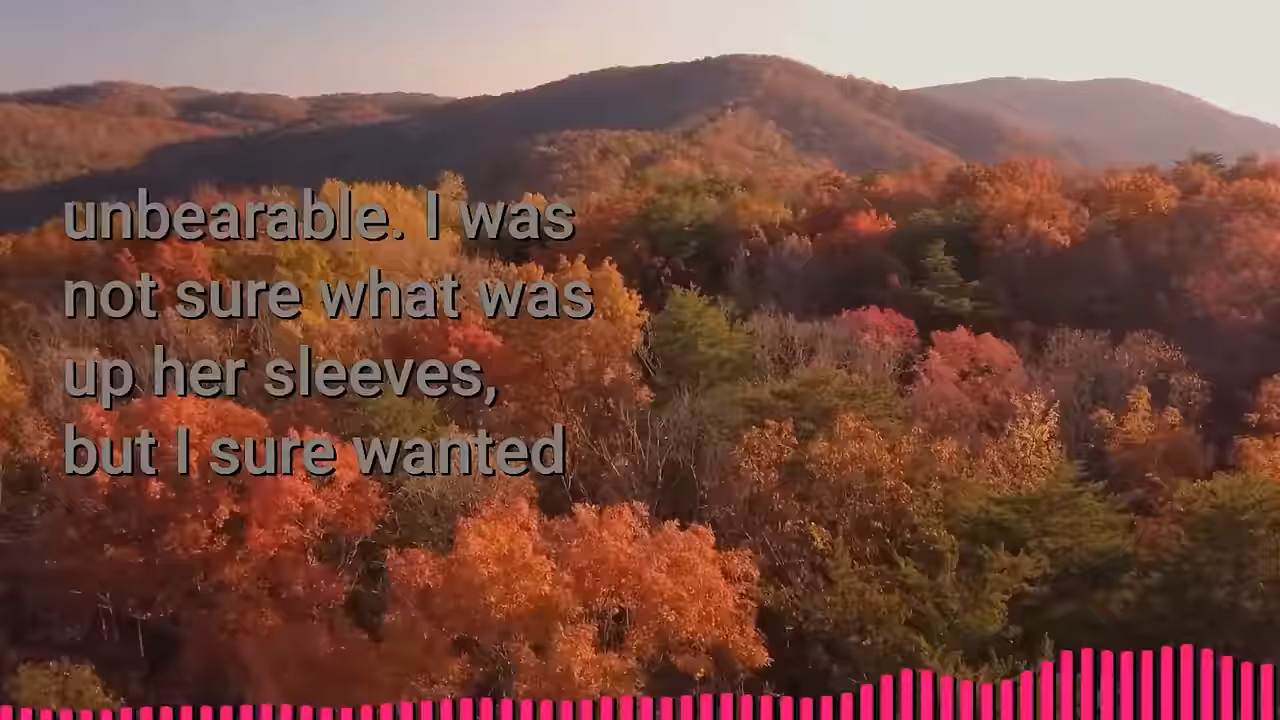 unbearable. I was
not sure what was
up her sleeves,
but I sure wanted